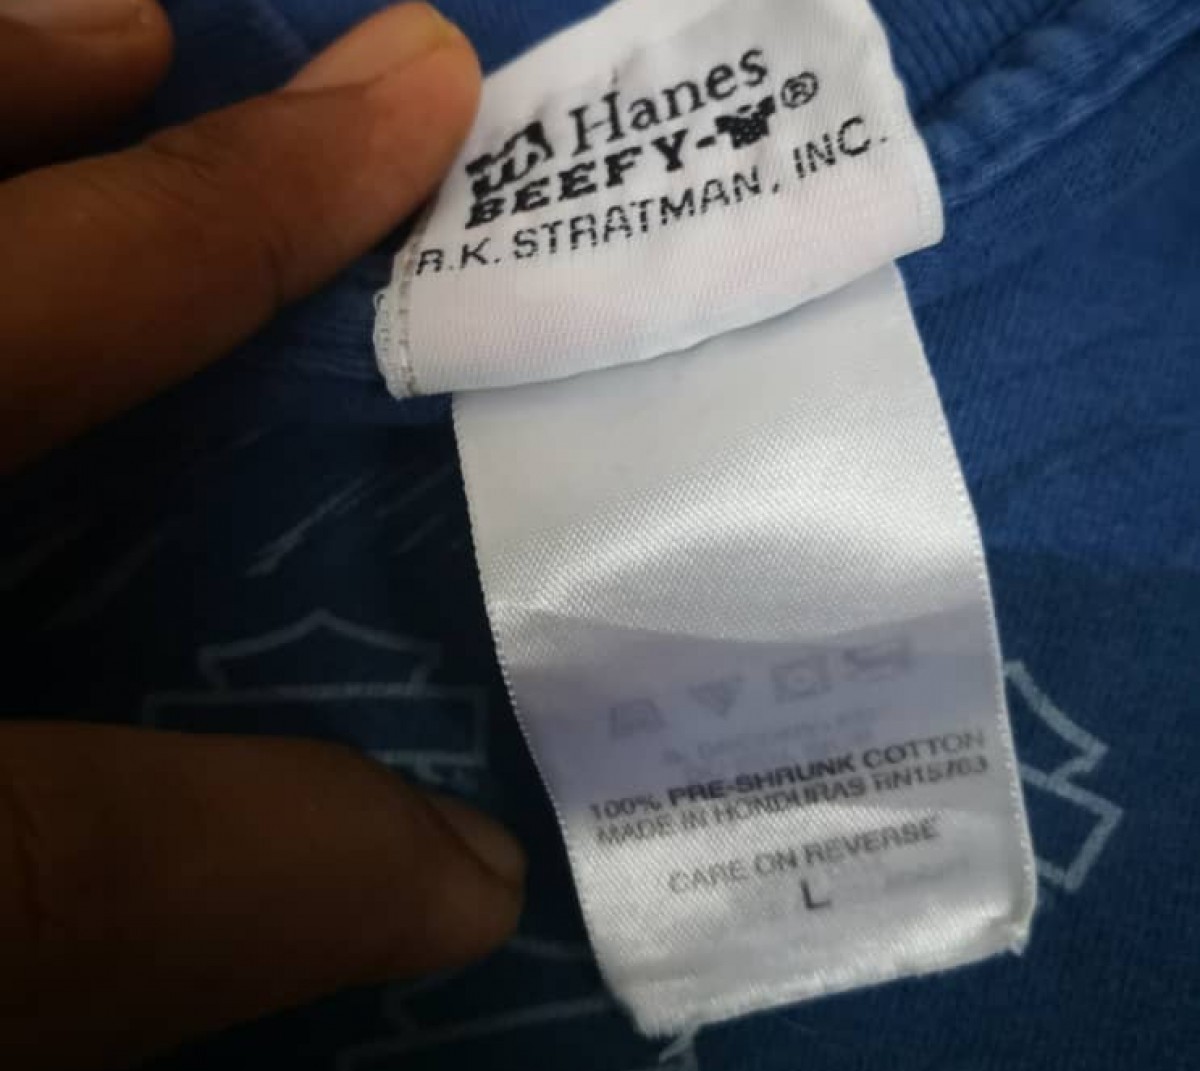 Hanes
BEEFY-T®
R.K. STRATMAN, INC.
100% PRE-SHRUNK COTTON
MADE IN HONDURAS RN15763
CARE ON REVERSE
L